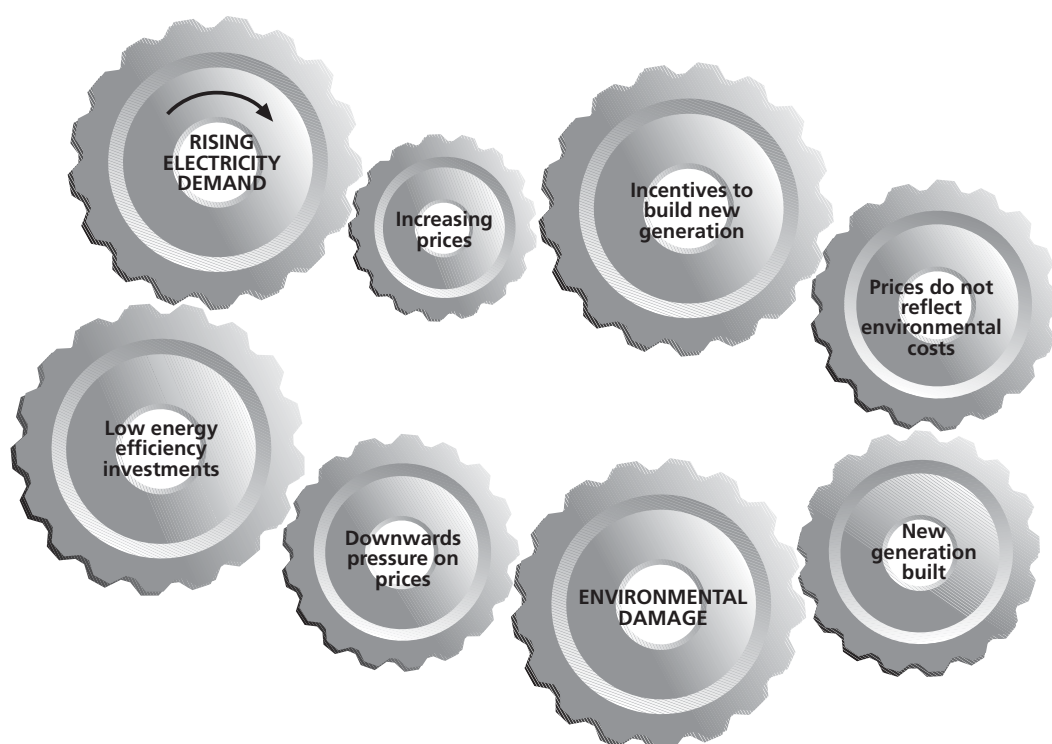 RISING
ELECTRICITY
DEMAND
Increasing
prices
Incentives to
build new
generation
Prices do not
reflect
environmental
costs
New
generation
built
ENVIRONMENTAL
DAMAGE
Downwards
pressure on
prices
Low energy
efficiency
investments